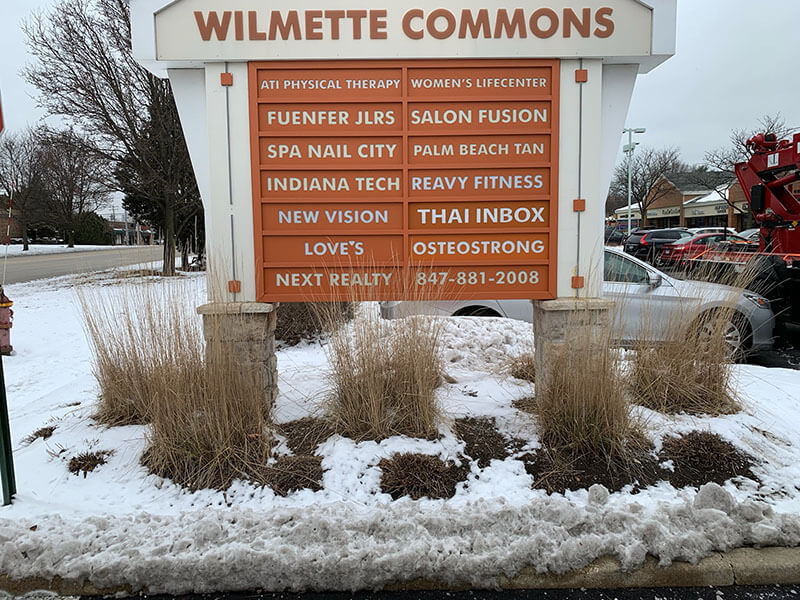 WILMETTE COMMONS
ATI PHYSICAL THERAPY WOMEN'S LIFECENTER
FUENFER JLRS SALON FUSION
SPA NAIL CITY PALM BEACH TAN
INDIANA TECH REAVY FITNESS
NEW VISION THAI INBOX
LOVE'S OSTEOSTRONG
NEXT REALTY 847-881-2008